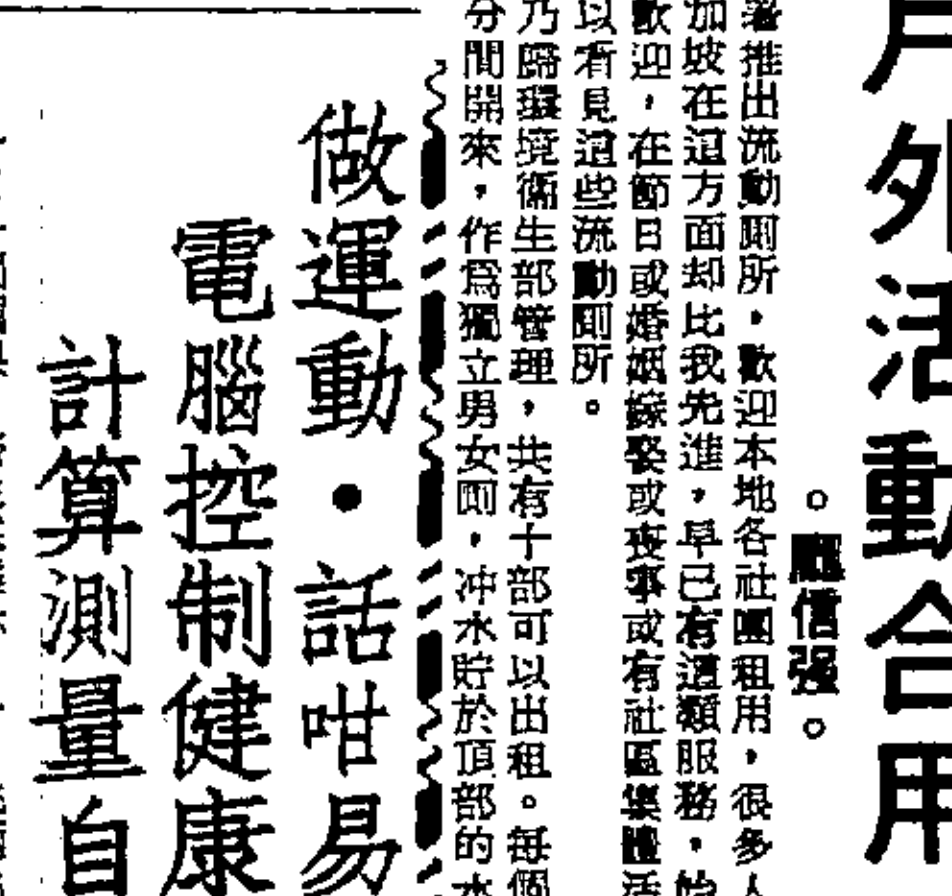 戶外活動合用
。信强。
署推出流動厠所，歡迎本地各社團租用，很多人
加坡在這方面却比我先進，早已有這類服務，始
歡迎，在節日或婚姻嫁娶或喪事或有社區集體活
以看見這些流動厠所。
乃歸環境衞生部管理，共有十部可以出租。每個
分間開來，作爲獨立男女厠，冲水貯於頂部的水
做運動·話咁易
電腦控制健康
計算測量自